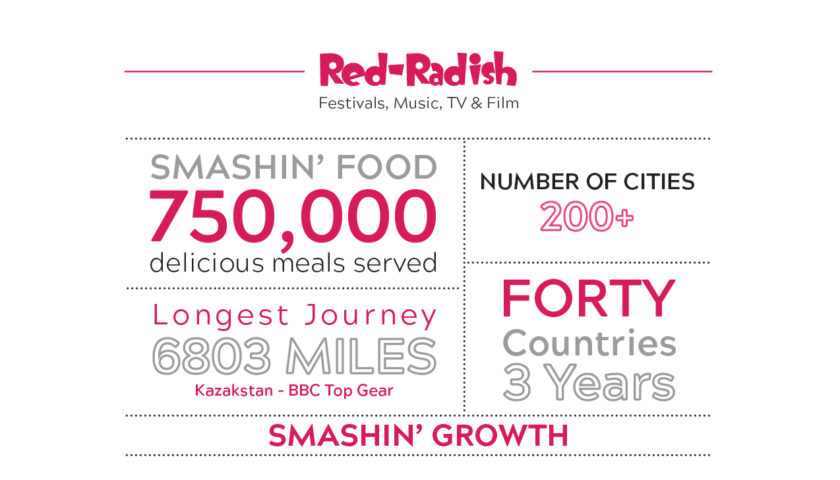 Red-Radish
Festivals, Music, TV & Film
SMASHIN' FOOD
750,000
delicious meals served
Longest Journey
6803 MILES
Kazakstan - BBC Top Gear
NUMBER OF CITIES
200+
FORTY
Countries
3 Years
SMASHIN' GROWTH